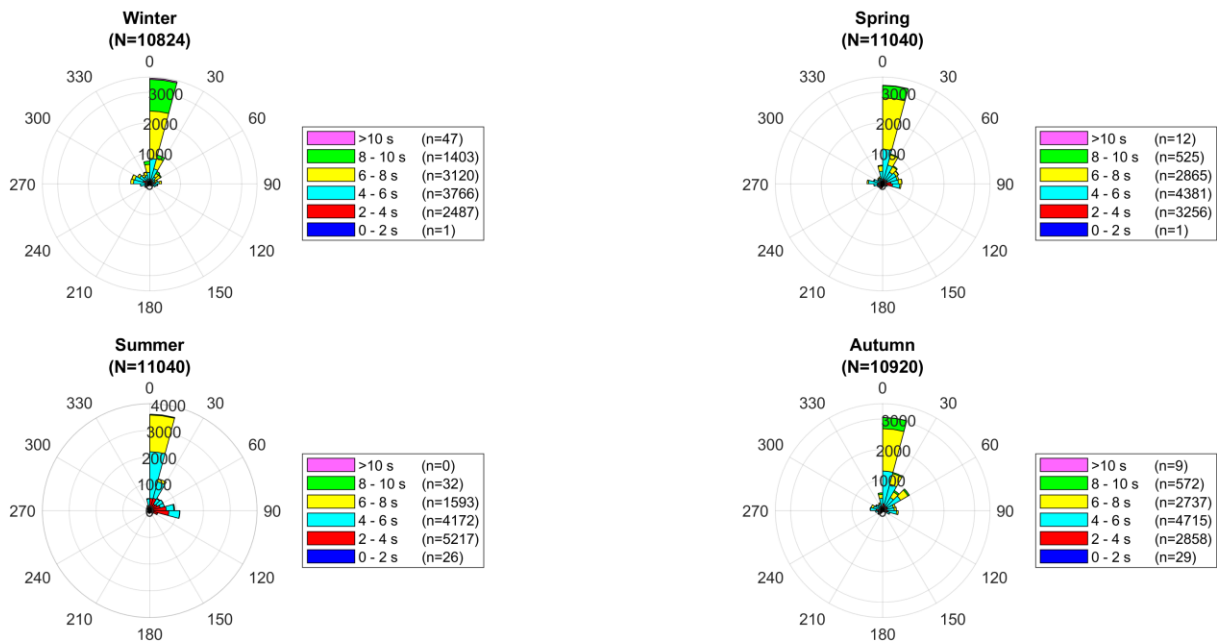 Winter
(N=10824)
0
30
60
90
120
150
180
210
240
270
300
330
1000
2000
3000
0
>10 s (n=47)
8 - 10 s (n=1403)
6 - 8 s (n=3120)
4 - 6 s (n=3766)
2 - 4 s (n=2487)
0 - 2 s (n=1)
Spring
(N=11040)
0
30
60
90
120
150
180
210
240
270
300
330
1000
2000
3000
0
>10 s (n=12)
8 - 10 s (n=525)
6 - 8 s (n=2865)
4 - 6 s (n=4381)
2 - 4 s (n=3256)
0 - 2 s (n=1)
Summer
(N=11040)
0
30
60
90
120
150
180
210
240
270
300
330
1000
2000
3000
4000
0
>10 s (n=0)
8 - 10 s (n=32)
6 - 8 s (n=1593)
4 - 6 s (n=4172)
2 - 4 s (n=5217)
0 - 2 s (n=26)
Autumn
(N=10920)
0
30
60
90
120
150
180
210
240
270
300
330
1000
2000
3000
0
>10 s (n=9)
8 - 10 s (n=572)
6 - 8 s (n=2737)
4 - 6 s (n=4715)
2 - 4 s (n=2858)
0 - 2 s (n=29)